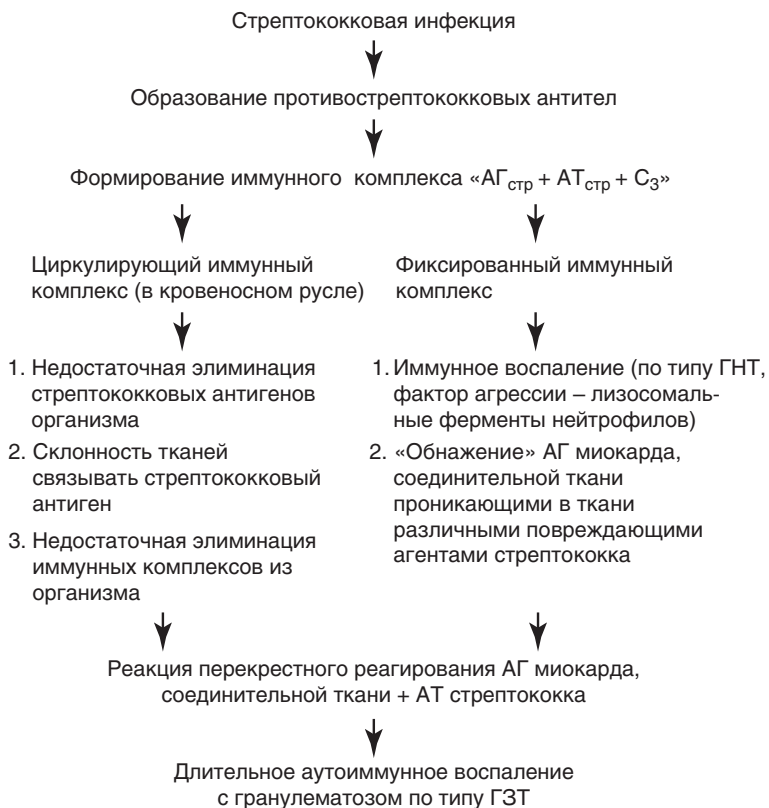 Стрептококковая инфекция
Образование противострептококковых антител
Формирование иммунного комплекса «АГстр + АТстр + С3»
Циркулирующий иммунный
комплекс (в кровеносном русле)
1. Недостаточная элиминация
стрептококковых антигенов
организма
2. Склонность тканей
связывать стрептококковый
антиген
3. Недостаточная элиминация
иммунных комплексов из
организма
Фиксированный иммунный
комплекс
1. Иммунное воспаление (по типу ГНТ,
фактор агрессии – лизосомаль-
ные ферменты нейтрофилов)
2. «Обнажение» АГ миокарда,
соединительной ткани
проникающими в ткани
различными повреждающими
агентами стрептококка
Реакция перекрестного реагирования АГ миокарда,
соединительной ткани + АТ стрептококка
Длительное аутоиммунное воспаление
с гранулематозом по типу ГЗТ